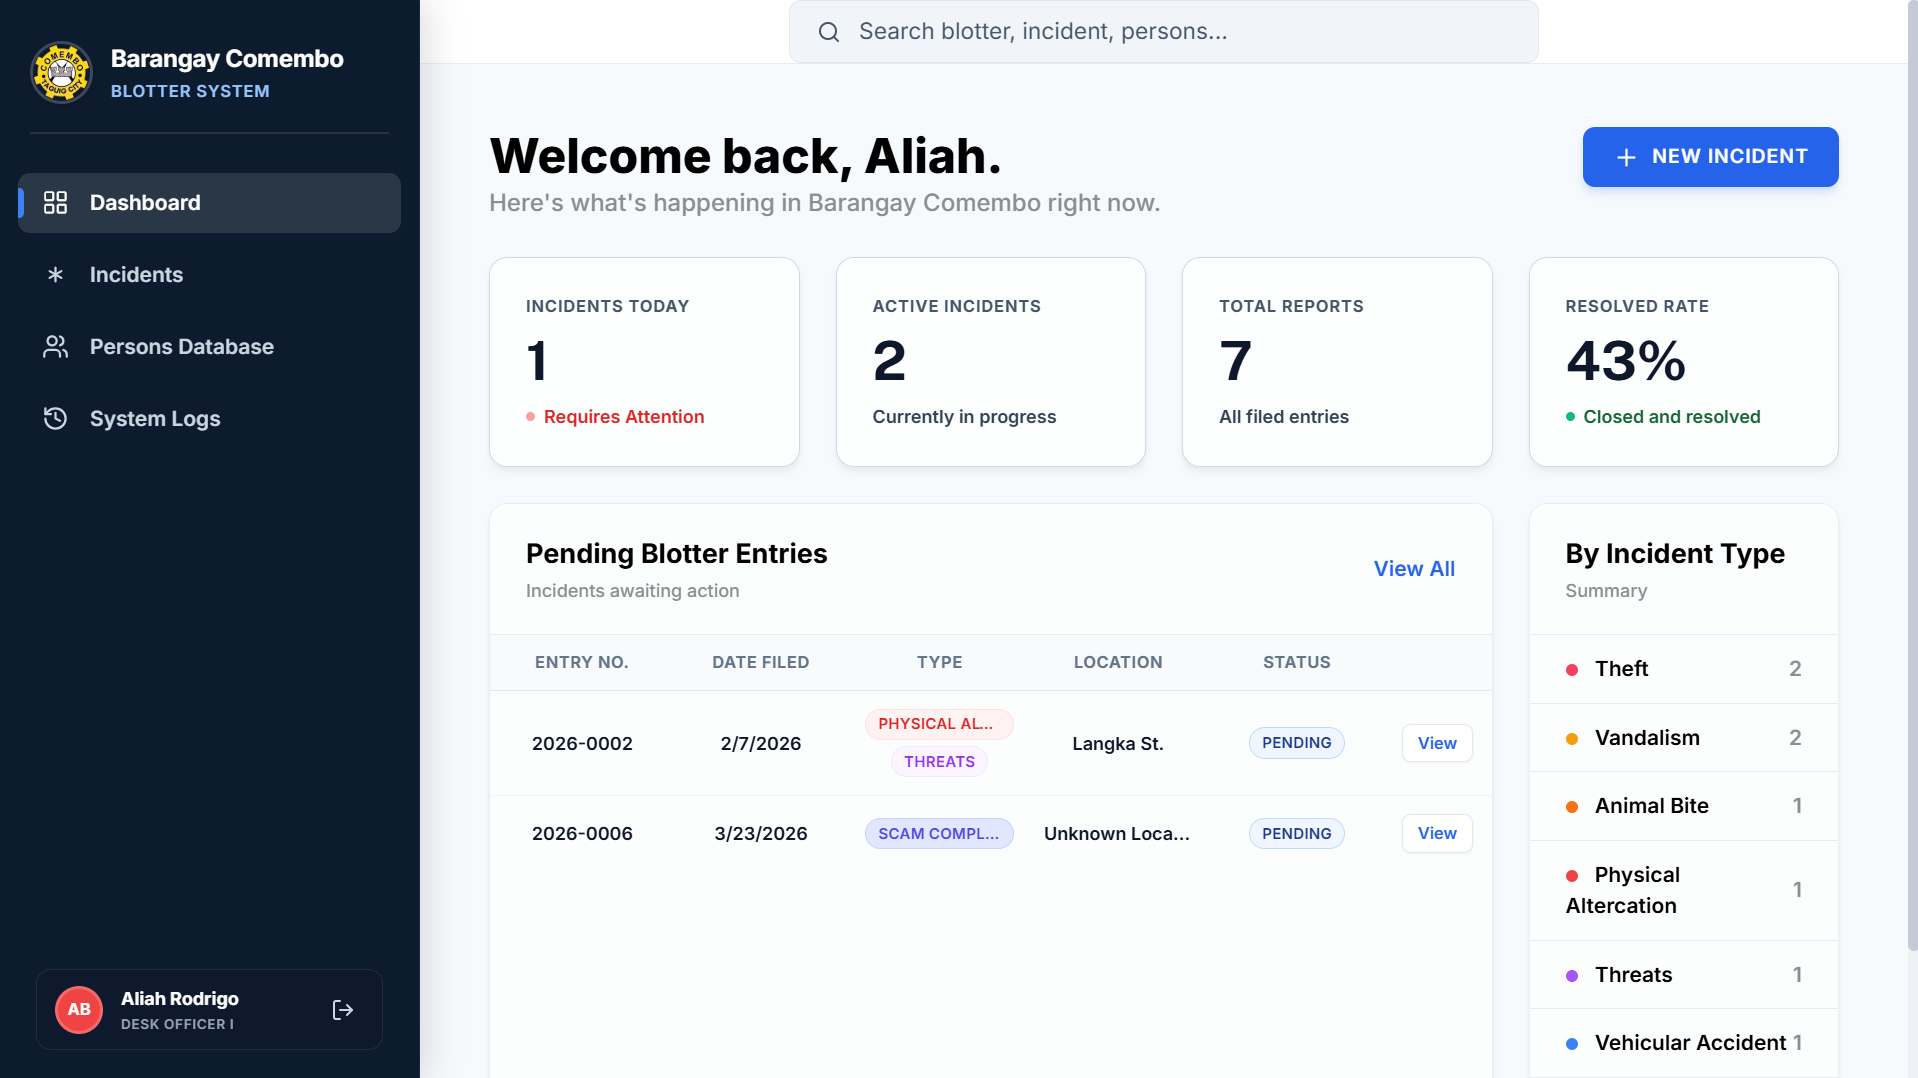 COMEMBO
TAGUIG CITY
Barangay Comembo
BLOTTER SYSTEM
Dashboard
Incidents
Persons Database
System Logs
AB
Aliah Rodrigo
DESK OFFICER I
Search blotter, incident, persons...
Welcome back, Aliah.
Here's what's happening in Barangay Comembo right now.
NEW INCIDENT
INCIDENTS TODAY
1
Requires Attention
ACTIVE INCIDENTS
2
Currently in progress
TOTAL REPORTS
7
All filed entries
RESOLVED RATE
43%
Closed and resolved
Pending Blotter Entries
Incidents awaiting action
View All
ENTRY NO. DATE FILED TYPE LOCATION STATUS
2026-0002 2/7/2026 PHYSICAL AL... THREATS Langka St. PENDING View
2026-0006 3/23/2026 SCAM COMPL... Unknown Loca... PENDING View
By Incident Type
Summary
Theft 2
Vandalism 2
Animal Bite 1
Physical
Altercation 1
Threats 1
Vehicular Accident 1